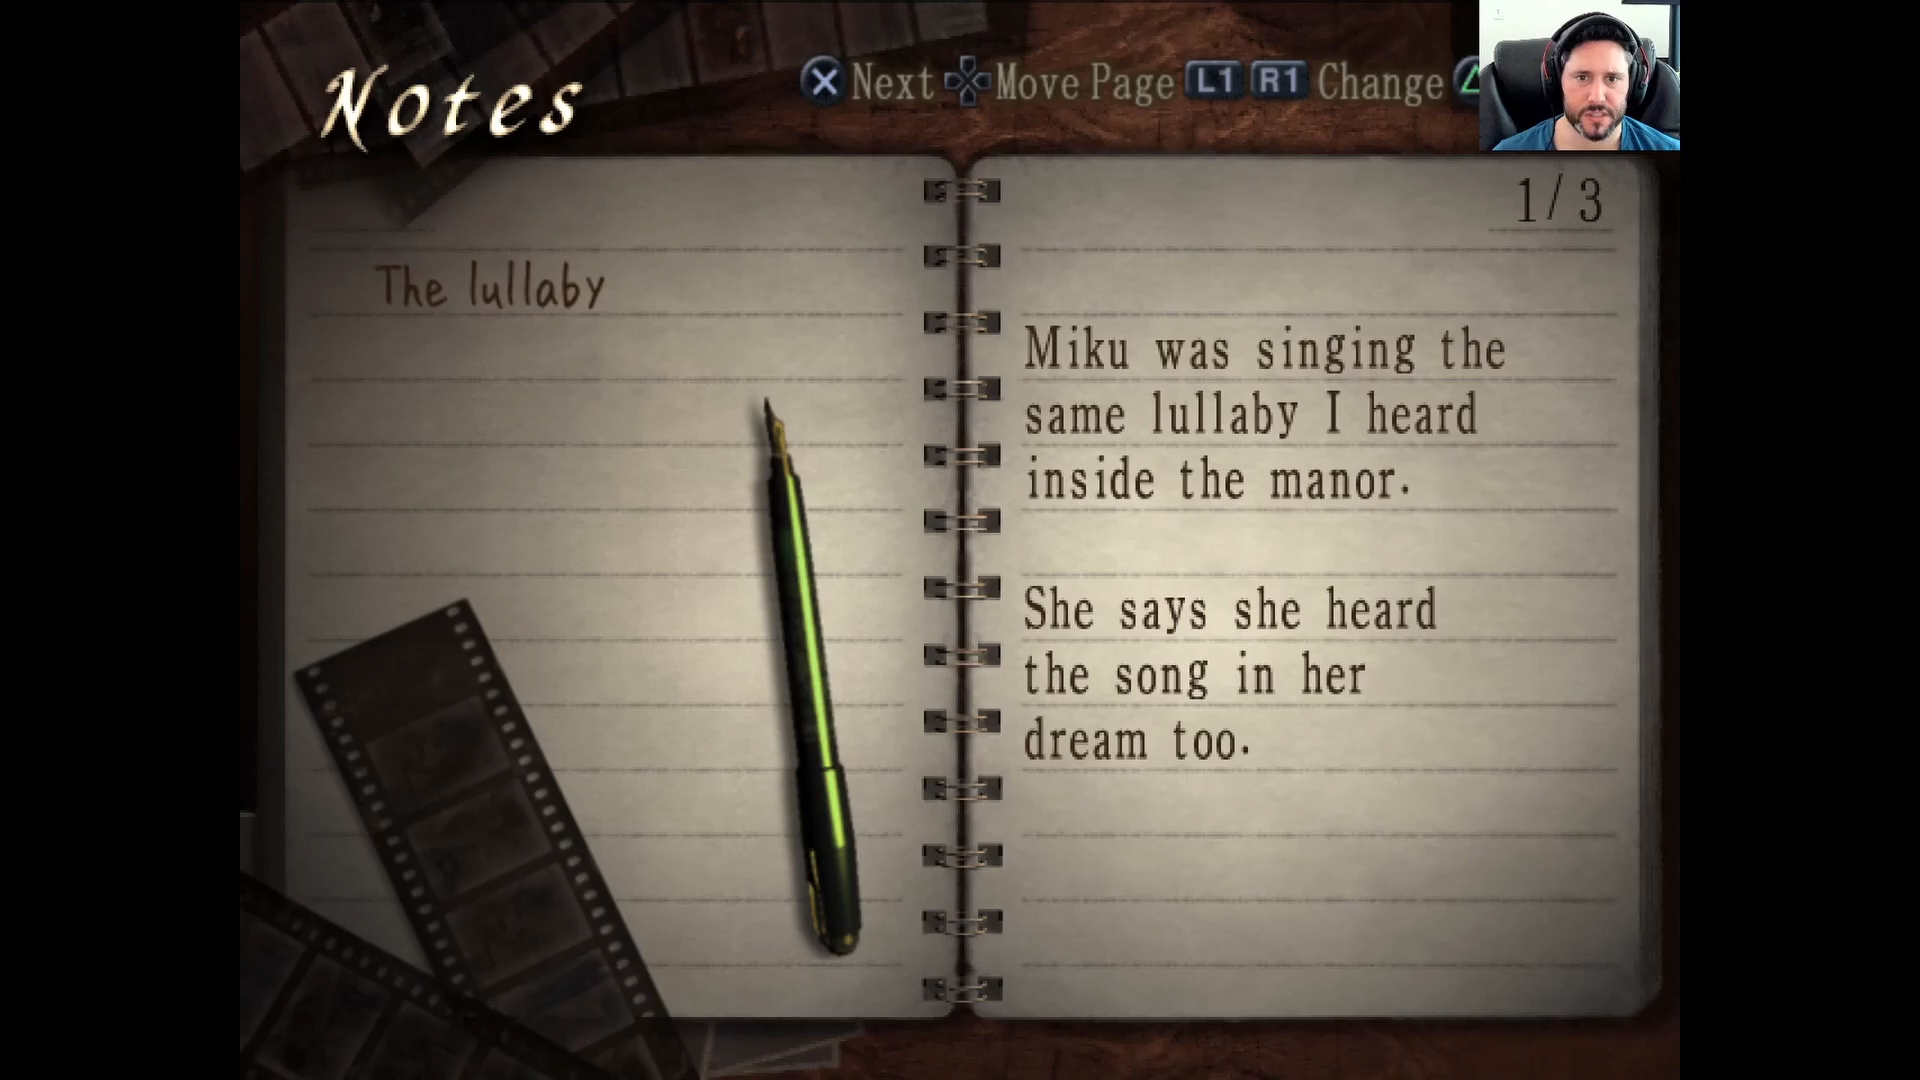 Notes
Next Move Page L1 R1 Change
1/3
The lullaby
Miku was singing the
same lullaby I heard
inside the manor.
She says she heard
the song in her
dream too.